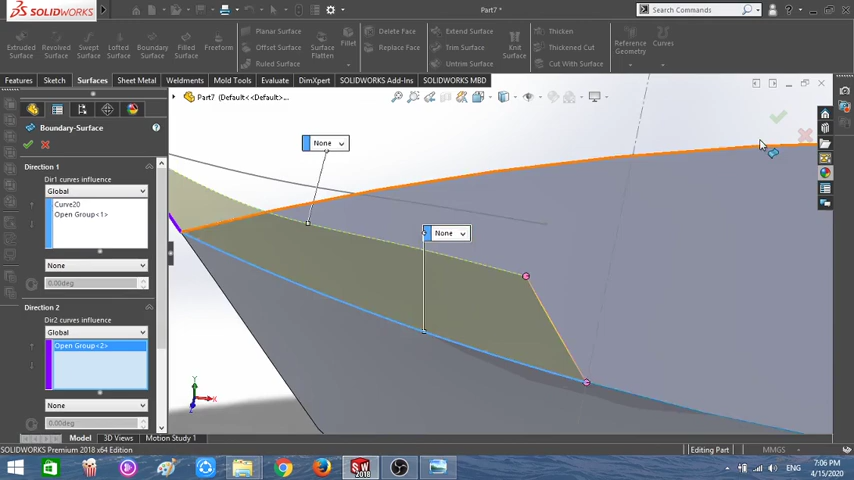 SOLIDWORKS
Part7 *
Search Commands
Extruded Surface
Revolved Surface
Swept Surface
Lofted Surface
Boundary Surface
Filled Surface
Freeform
Planar Surface
Offset Surface
Ruled Surface
Surface Flatten
Fillet
Delete Face
Replace Face
Extend Surface
Trim Surface
Untrim Surface
Knit Surface
Thicken
Thickened Cut
Cut With Surface
Reference Geometry
Curves
Features
Sketch
Surfaces
Sheet Metal
Weldments
Mold Tools
Evaluate
DimXpert
SOLIDWORKS Add-Ins
SOLIDWORKS MBD
Part7 (Default<<Default>...
Boundary-Surface
Direction 1
Dir1 curves influence
Global
Curve20
Open Group<1>
None
0.00deg
Direction 2
Dir2 curves influence
Global
Open Group<2>
None
0.00deg
None
None
Y
X
Z
Model
3D Views
Motion Study 1
SOLIDWORKS Premium 2018 x64 Edition
Editing Part
MMGS
SW
2018
ENG
7:06 PM
4/15/2020